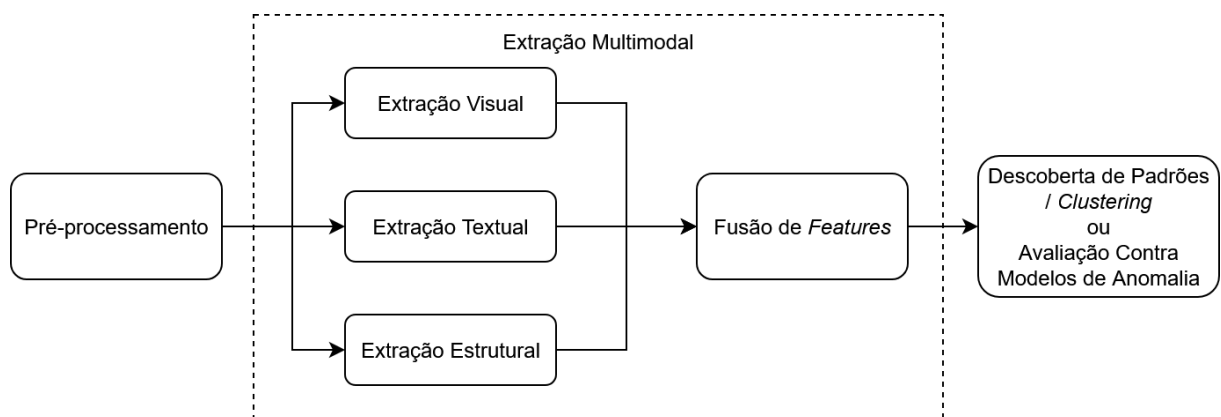 Extração Multimodal
Pré-processamento
Extração Visual
Extração Textual
Extração Estrutural
Fusão de Features
Descoberta de Padrões
/ Clustering
ou
Avaliação Contra
Modelos de Anomalia